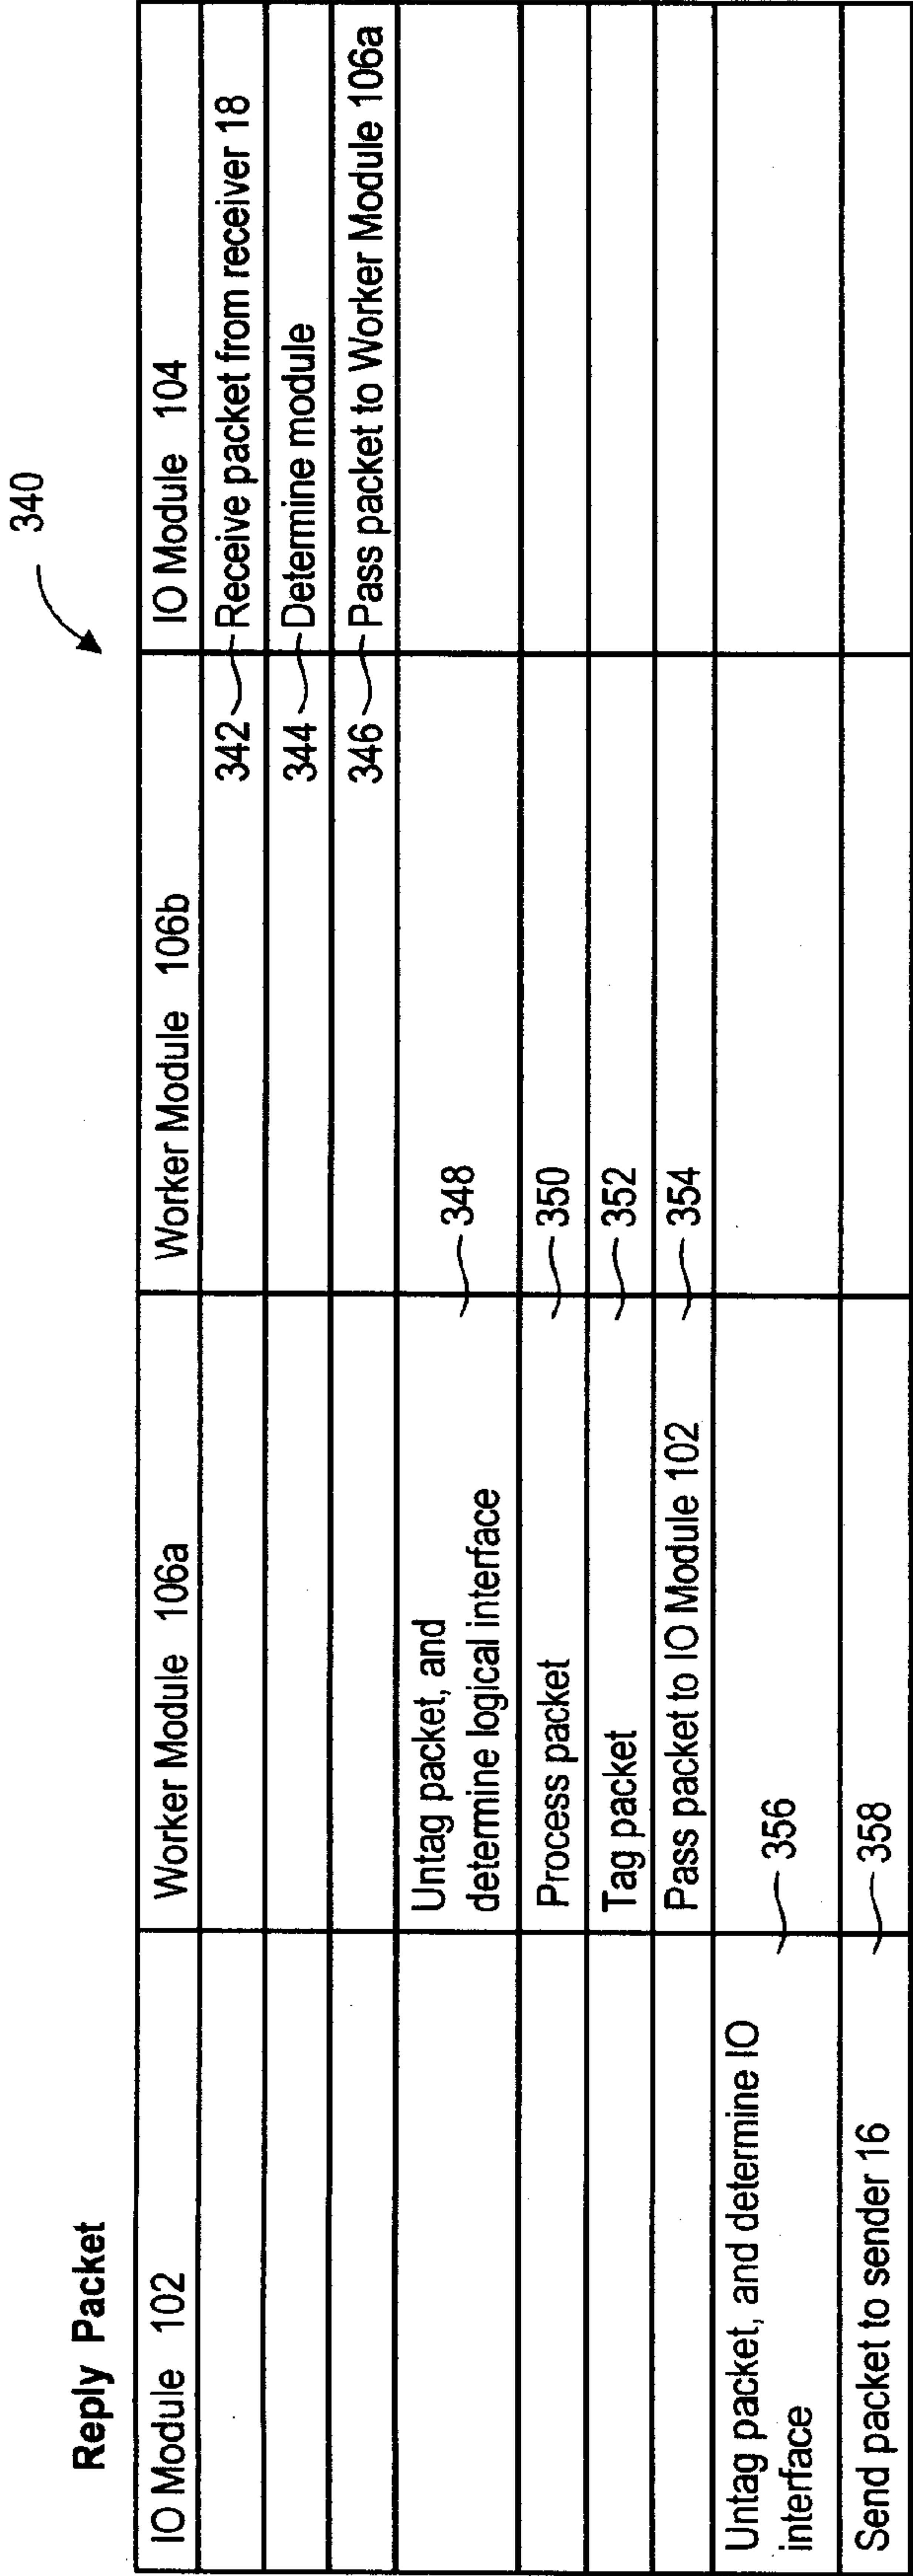 340
Reply Packet
IO Module 102
Worker Module 106a
Worker Module 106b
IO Module 104
342
Receive packet from receiver 18
344
Determine module
346
Pass packet to Worker Module 106a
Untag packet, and
determine logical interface
348
Process packet
350
Tag packet
352
Pass packet to IO Module 102
354
Untag packet, and determine IO
interface
356
Send packet to sender 16
358